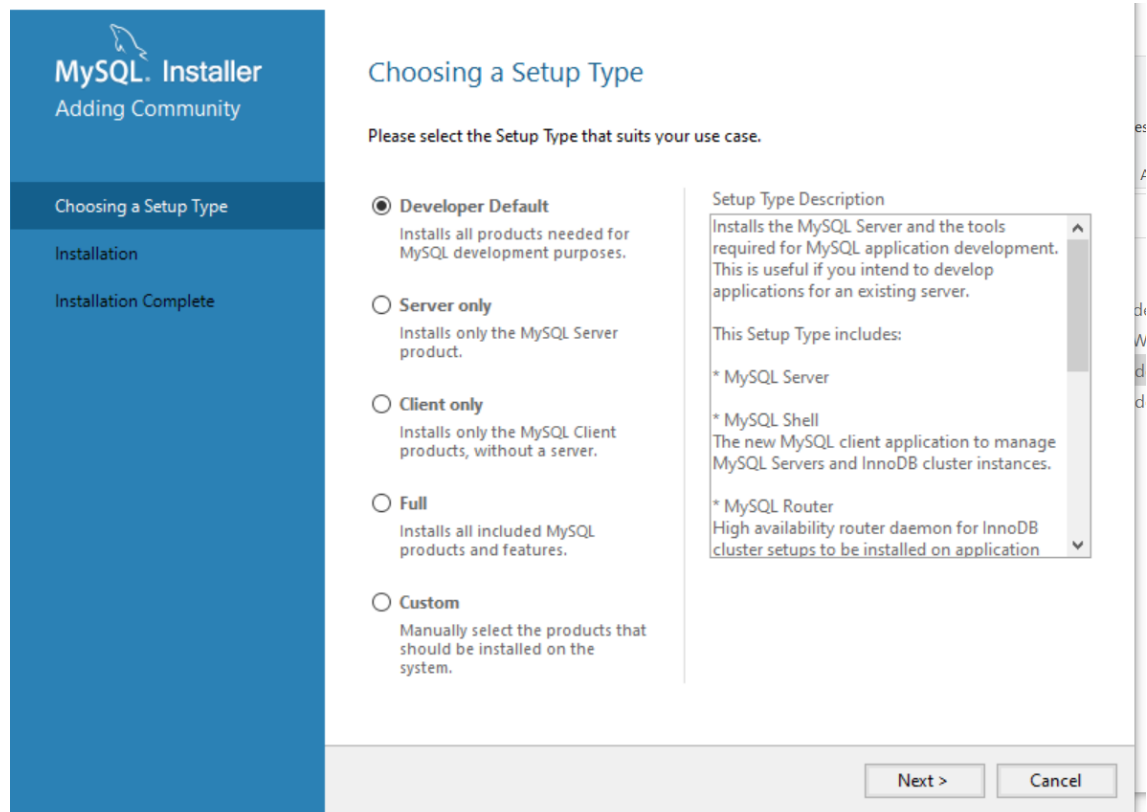 MySQL. Installer
Adding Community
Choosing a Setup Type
Installation
Installation Complete
Choosing a Setup Type
Please select the Setup Type that suits your use case.
Developer Default
Installs all products needed for
MySQL development purposes.
Server only
Installs only the MySQL Server
product.
Client only
Installs only the MySQL Client
products, without a server.
Full
Installs all included MySQL
products and features.
Custom
Manually select the products that
should be installed on the
system.
Setup Type Description
Installs the MySQL Server and the tools
required for MySQL application development.
This is useful if you intend to develop
applications for an existing server.
This Setup Type includes:
* MySQL Server
* MySQL Shell
The new MySQL client application to manage
MySQL Servers and InnoDB cluster instances.
* MySQL Router
High availability router daemon for InnoDB
cluster setups to be installed on application
Next >
Cancel